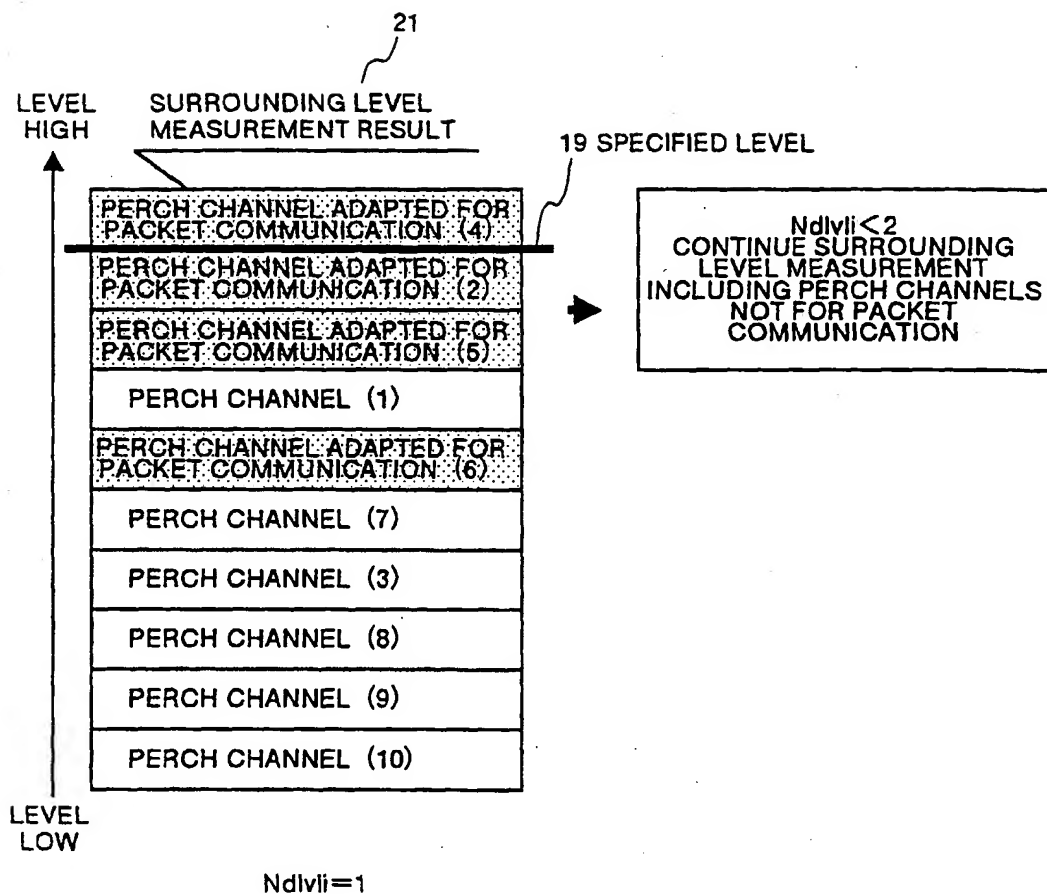 21
LEVEL
HIGH
SURROUNDING LEVEL
MEASUREMENT RESULT
19 SPECIFIED LEVEL
PERCH CHANNEL ADAPTED FOR
PACKET COMMUNICATION (4)
PERCH CHANNEL ADAPTED FOR
PACKET COMMUNICATION (2)
PERCH CHANNEL ADAPTED FOR
PACKET COMMUNICATION (5)
PERCH CHANNEL (1)
PERCH CHANNEL ADAPTED FOR
PACKET COMMUNICATION (6)
PERCH CHANNEL (7)
PERCH CHANNEL (3)
PERCH CHANNEL (8)
PERCH CHANNEL (9)
PERCH CHANNEL (10)
LEVEL
LOW
Ndlvli=1
Ndlvli<2
CONTINUE SURROUNDING
LEVEL MEASUREMENT
INCLUDING PERCH CHANNELS
NOT FOR PACKET
COMMUNICATION